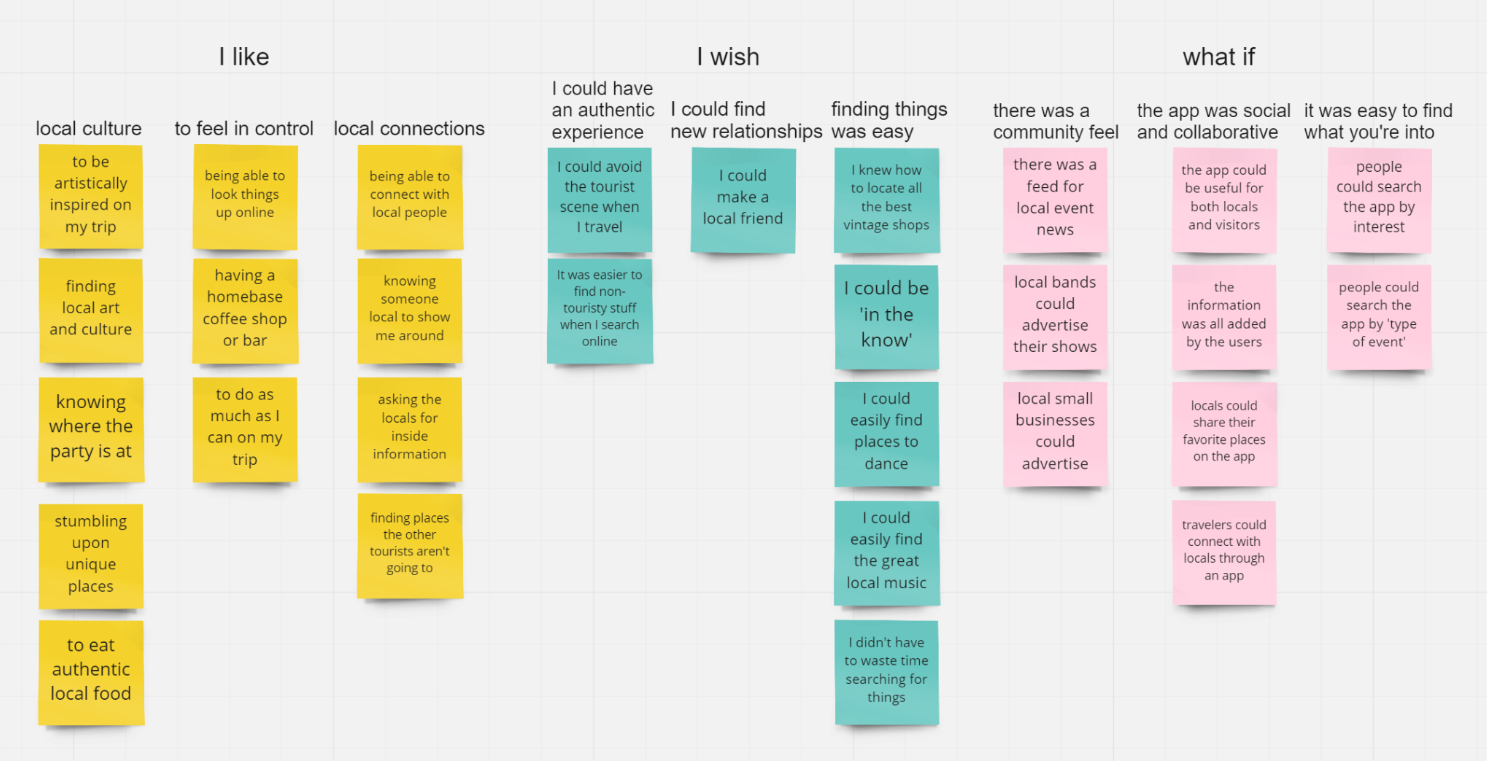 I like
local culture
to be
artistically
inspired on
my trip
finding
local art
and culture
knowing
where the
party is at
stumbling
upon
unique
places
to eat
authentic
local food
to feel in control
being able to
look things
up online
having a
homebase
coffee shop
or bar
to do as
much as I
can on my
trip
local connections
being able to
connect with
local people
knowing
someone
local to show
me around
asking the
locals for
inside
information
finding places
the other
tourists aren't
going to
I wish
I could have
an authentic
experience
I could avoid
the tourist
scene when
I travel
It was easier to
find non-
touristy stuff
when I search
online
I could find
new relationships
I could
make a
local friend
finding things
was easy
I knew how
to locate all
the best
vintage shops
I could be
'in the
know'
I could
easily find
places to
dance
I could
easily find
the great
local music
I didn't have
to waste time
searching for
things
what if
there was a
community feel
there was a
feed for
local event
news
local bands
could
advertise
their shows
local small
businesses
could
advertise
the app was social
and collaborative
the app could
be useful for
both locals
and visitors
the
information
was all added
by the users
locals could
share their
favorite places
on the app
travelers could
connect with
locals through
an app
it was easy to find
what you're into
people
could search
the app by
interest
people could
search the
app by 'type
of event'